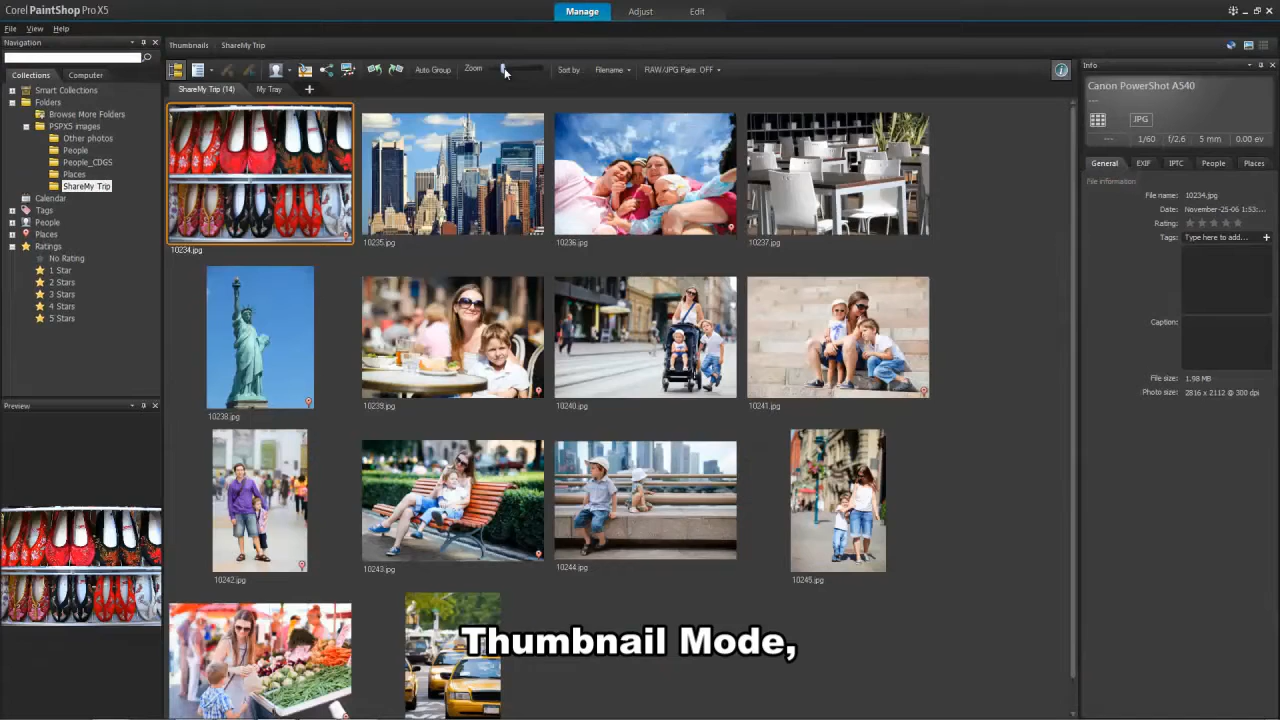 Corel PaintShop Pro X5
Manage
Adjust
Edit
File View Help
Navigation
Collections
Computer
Smart Collections
Folders
Browse More Folders
PSPX5 images
Other photos
People
People_CDGS
Places
ShareMy Trip
Calendar
Tags
People
Places
Ratings
No Rating
1 Star
2 Stars
3 Stars
4 Stars
5 Stars
Preview
Thumbnails ShareMy Trip
Auto Group Zoom Sort by: Filename RAW/JPG Pairs: OFF
ShareMy Trip (14) My Tray
10234.jpg
10235.jpg
10236.jpg
10237.jpg
10238.jpg
10239.jpg
10240.jpg
10241.jpg
10242.jpg
10243.jpg
10244.jpg
10245.jpg
Thumbnail Mode,
Info
Canon PowerShot A540
---
JPG
--- 1/60 f/2.6 5 mm 0.00 ev
General EXIF IPTC People Places
File information
File name: 10234.jpg
Date: November-25-06 1:53:...
Rating:
Tags: Type here to add...
Caption:
File size: 1.98 MB
Photo size: 2816 x 2112 @ 300 dpi